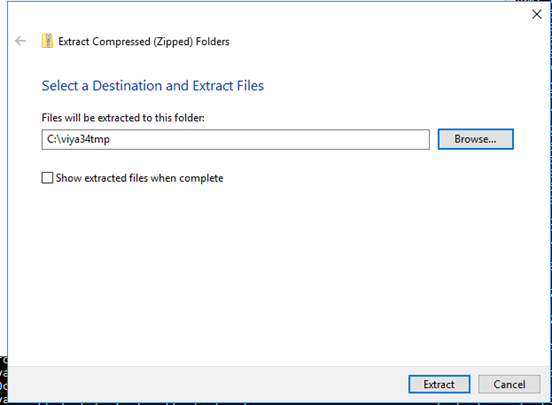 Extract Compressed (Zipped) Folders
Select a Destination and Extract Files
Files will be extracted to this folder:
C:\viya34tmp
Browse...
Show extracted files when complete
Extract
Cancel